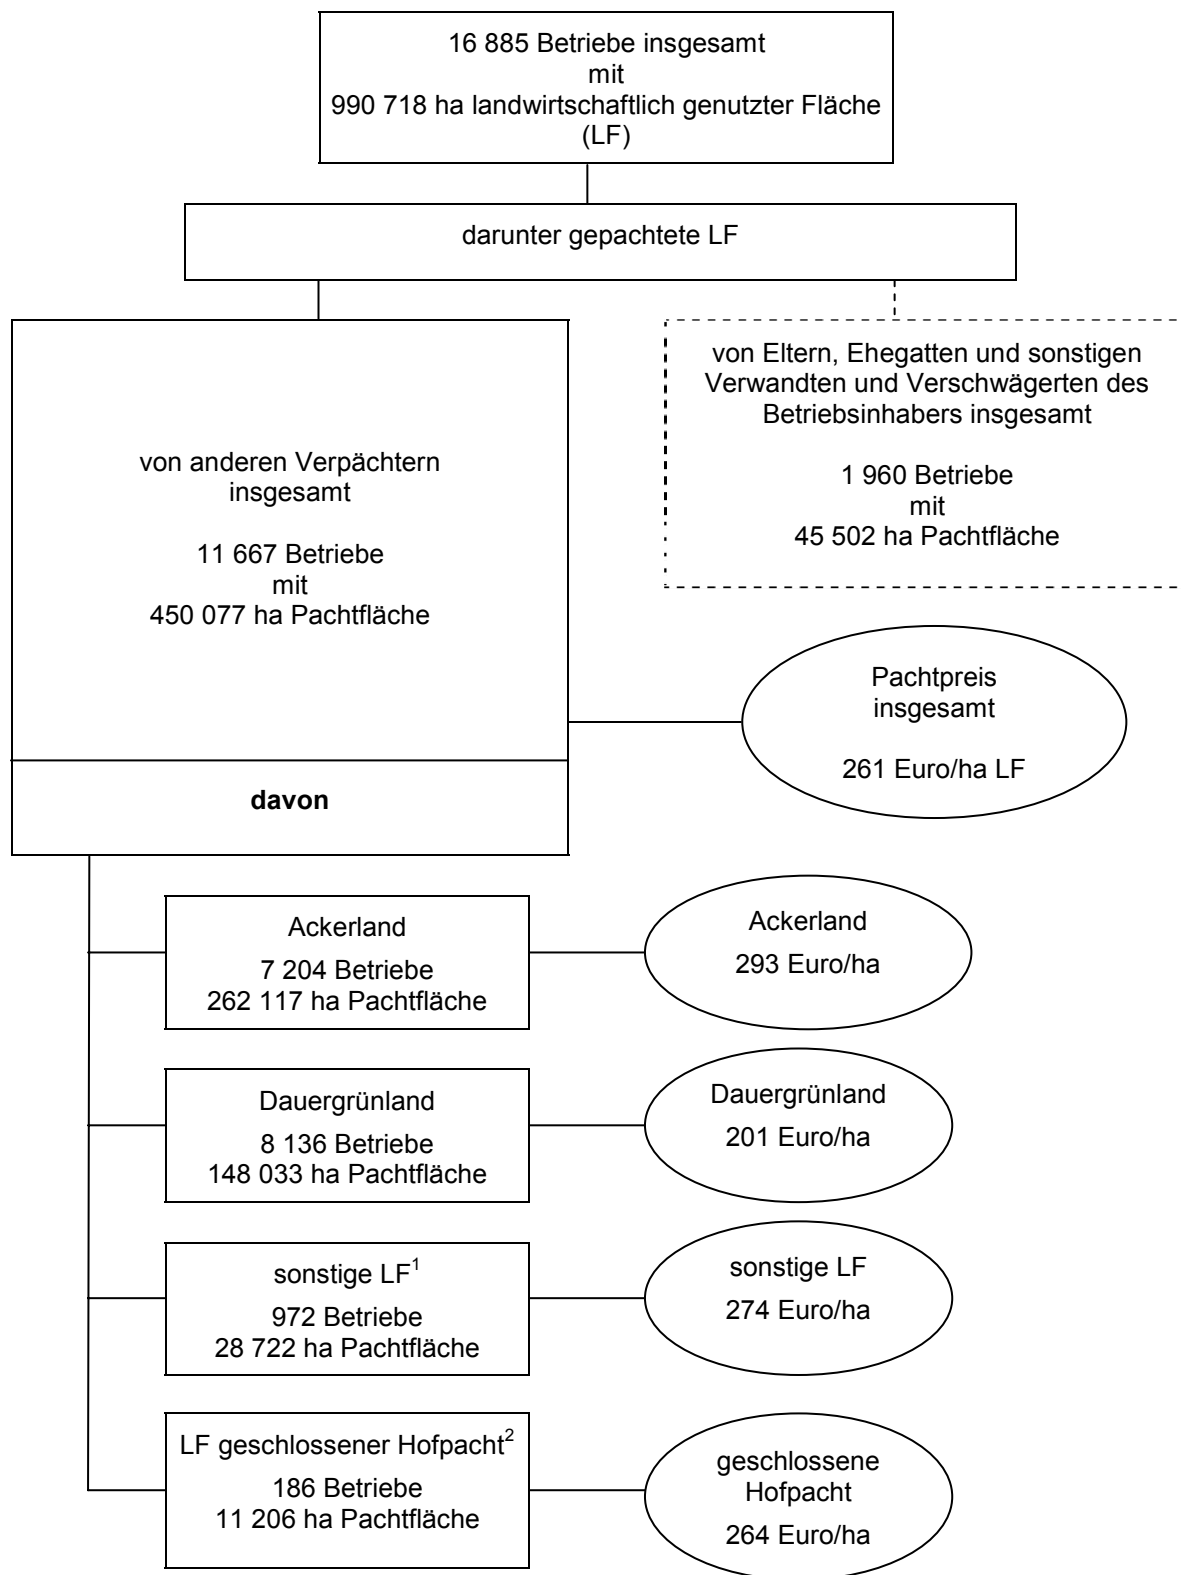 16 885 Betriebe insgesamt
mit
990 718 ha landwirtschaftlich genutzter Fläche
(LF)
darunter gepachtete LF
von anderen Verpächtern
insgesamt
11 667 Betriebe
mit
450 077 ha Pachtfläche
von Eltern, Ehegatten und sonstigen
Verwandten und Verschwägerten des
Betriebsinhabers insgesamt
1 960 Betriebe
mit
45 502 ha Pachtfläche
Pachtpreis
insgesamt
261 Euro/ha LF
davon
Ackerland
7 204 Betriebe
262 117 ha Pachtfläche
Ackerland
293 Euro/ha
Dauergrünland
8 136 Betriebe
148 033 ha Pachtfläche
Dauergrünland
201 Euro/ha
sonstige LF¹
972 Betriebe
28 722 ha Pachtfläche
sonstige LF
274 Euro/ha
LF geschlossener Hofpacht²
186 Betriebe
11 206 ha Pachtfläche
geschlossene
Hofpacht
264 Euro/ha